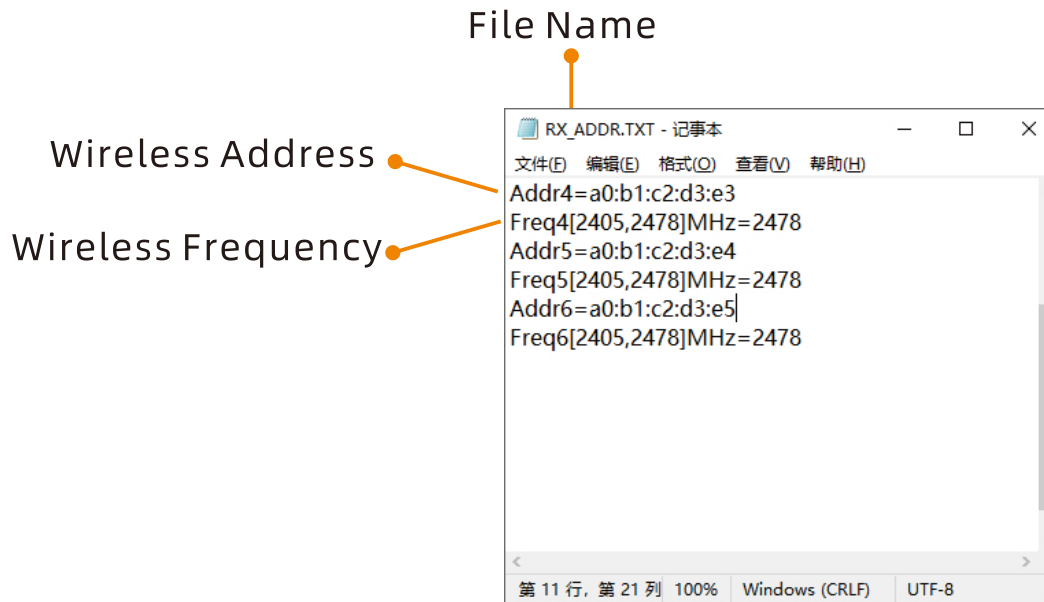 File Name
Wireless Address
Wireless Frequency
RX_ADDR.TXT - 记事本
文件(F) 编辑(E) 格式(O) 查看(V) 帮助(H)
Addr4=a0:b1:c2:d3:e3
Freq4[2405,2478]MHz=2478
Addr5=a0:b1:c2:d3:e4
Freq5[2405,2478]MHz=2478
Addr6=a0:b1:c2:d3:e5
Freq6[2405,2478]MHz=2478
第 11 行，第 21 列 100% Windows (CRLF) UTF-8